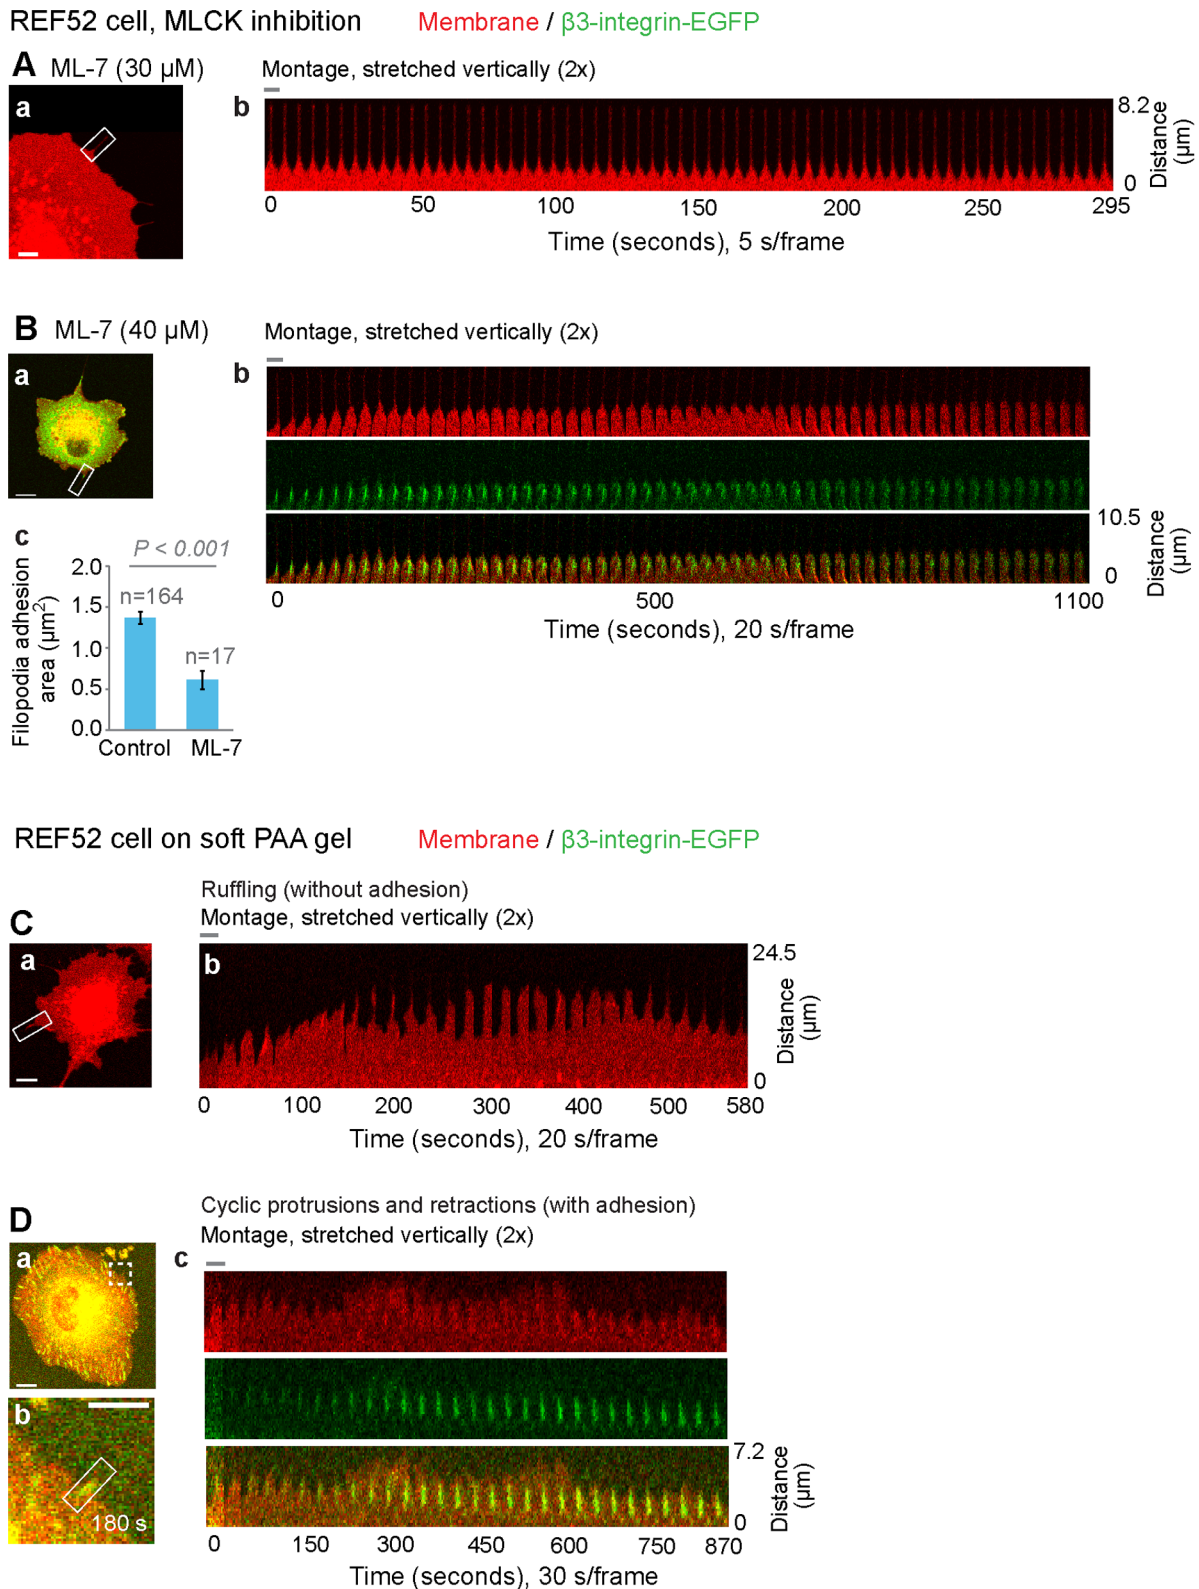 REF52 cell, MLCK inhibition Membrane / β3-integrin-EGFP
A ML-7 (30 µM)
Montage, stretched vertically (2x)
a
b
8.2
0
Distance (µm)
0 50 100 150 200 250 295
Time (seconds), 5 s/frame
B ML-7 (40 µM)
Montage, stretched vertically (2x)
a
b
10.5
0
Distance (µm)
0 500 1100
Time (seconds), 20 s/frame
c
P < 0.001
Filopodia adhesion area (µm²)
2.0
1.5
1.0
0.5
0.0
n=164
n=17
Control ML-7
REF52 cell on soft PAA gel Membrane / β3-integrin-EGFP
Ruffling (without adhesion)
C
Montage, stretched vertically (2x)
a
b
24.5
0
Distance (µm)
0 100 200 300 400 500 580
Time (seconds), 20 s/frame
Cyclic protrusions and retractions (with adhesion)
D
Montage, stretched vertically (2x)
a
c
b
180 s
7.2
0
Distance (µm)
0 150 300 450 600 750 870
Time (seconds), 30 s/frame